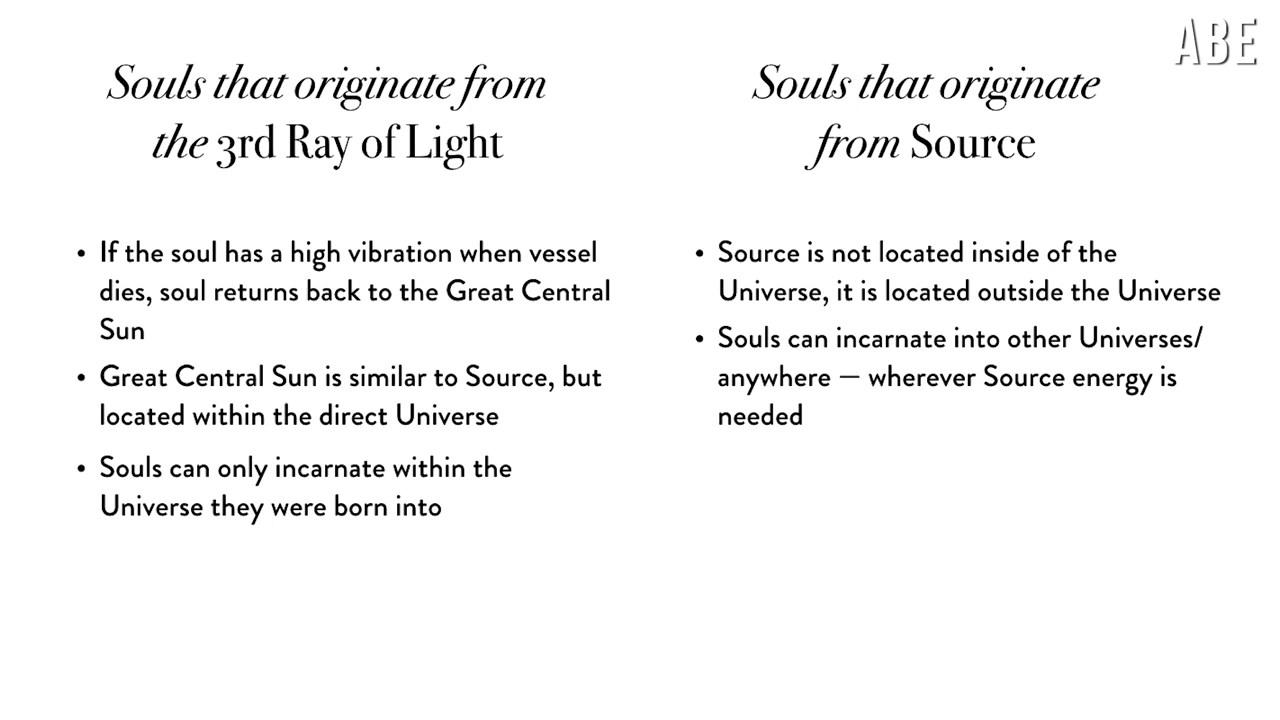 ABE
Souls that originate from
the 3rd Ray of Light
• If the soul has a high vibration when vessel
dies, soul returns back to the Great Central
Sun
• Great Central Sun is similar to Source, but
located within the direct Universe
• Souls can only incarnate within the
Universe they were born into
Souls that originate
from Source
• Source is not located inside of the
Universe, it is located outside the Universe
• Souls can incarnate into other Universes/
anywhere — wherever Source energy is
needed